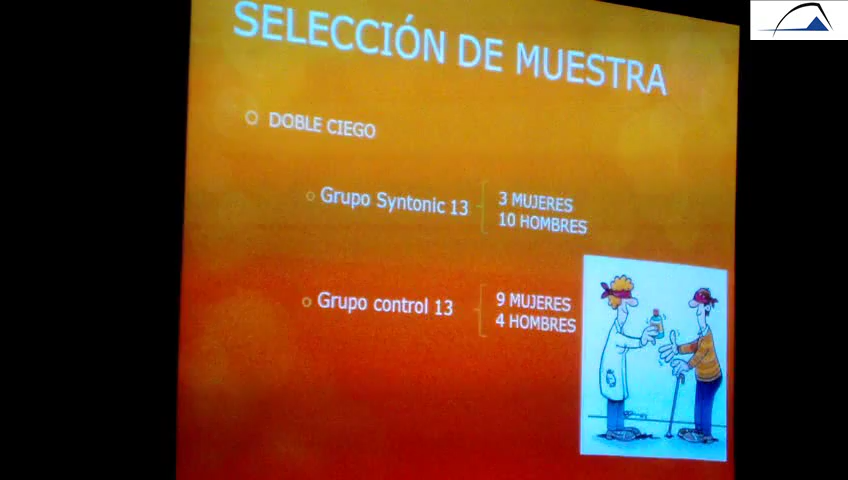 SELECCIÓN DE MUESTRA
DOBLE CIEGO
Grupo Syntonic 13
3 MUJERES
10 HOMBRES
Grupo control 13
9 MUJERES
4 HOMBRES